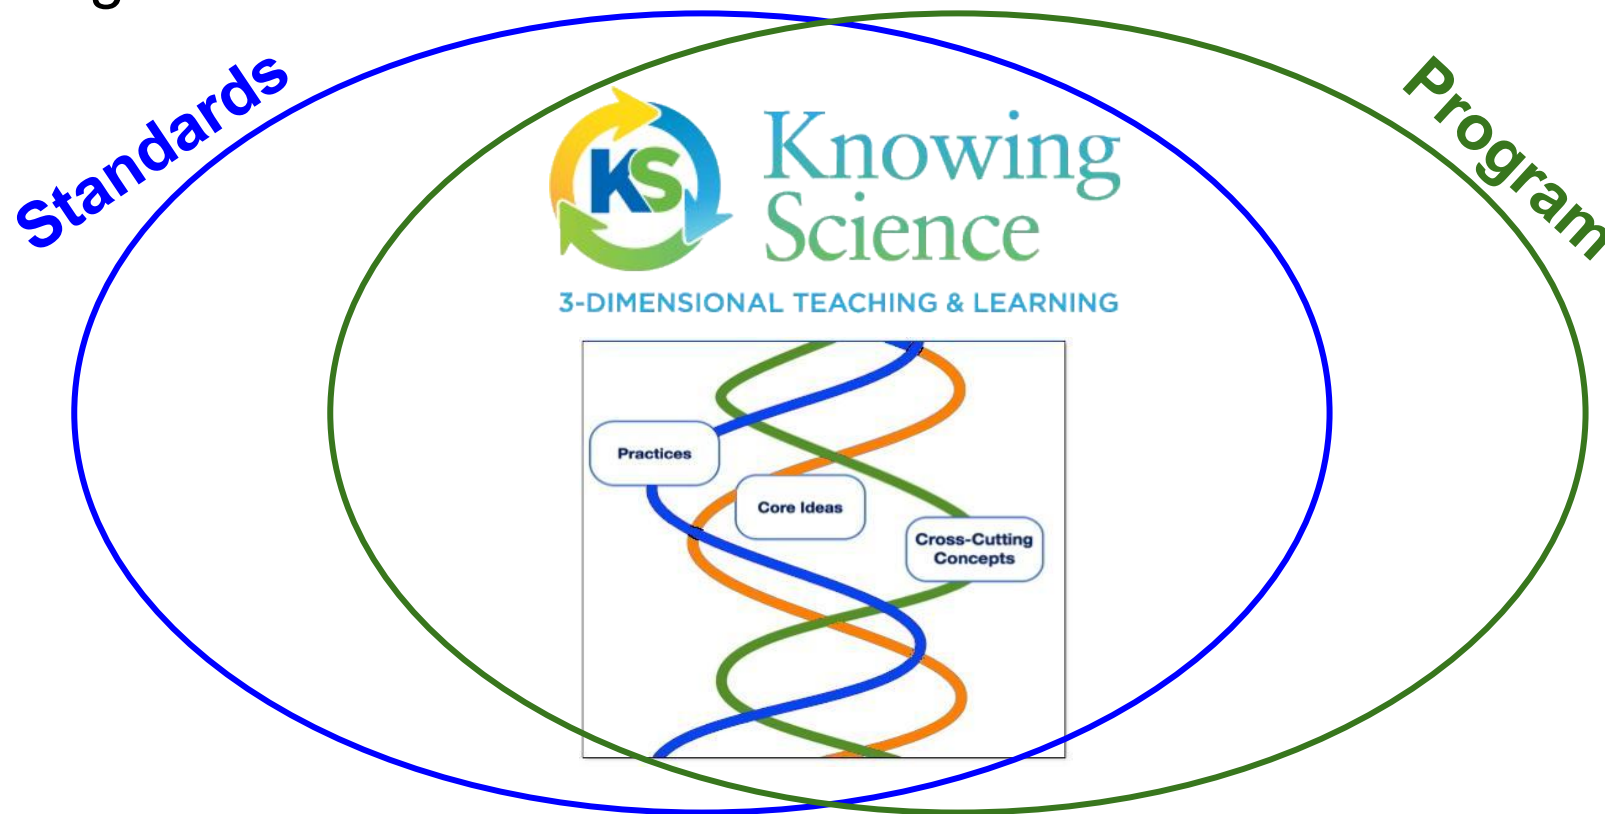 Standards
Program
KS
Knowing
Science
3-DIMENSIONAL TEACHING & LEARNING
Practices
Core Ideas
Cross-Cutting
Concepts